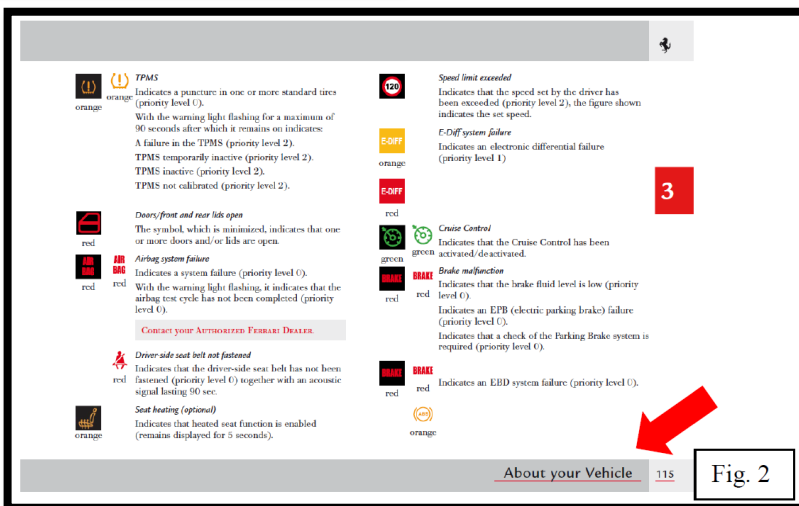 TPMS
orange
orange
Indicates a puncture in one or more standard tires
(priority level 0).
With the warning light flashing for a maximum of
90 seconds after which it remains on indicates:
A failure in the TPMS (priority level 2).
TPMS temporarily inactive (priority level 2).
TPMS inactive (priority level 2).
TPMS not calibrated (priority level 2).
Doors/front and rear lids open
red
The symbol, which is minimized, indicates that one
or more doors and/or lids are open.
AIR
BAG
AIR
BAG
red
red
Airbag system failure
Indicates a system failure (priority level 0).
With the warning light flashing, it indicates that the
airbag test cycle has not been completed (priority
level 0).
Contact your AUTHORIZED FERRARI DEALER.
red
Driver-side seat belt not fastened
Indicates that the driver-side seat belt has not been
fastened (priority level 0) together with an acoustic
signal lasting 90 sec.
orange
Seat heating (optional)
Indicates that heated seat function is enabled
(remains displayed for 5 seconds).
120
Speed limit exceeded
Indicates that the speed set by the driver has
been exceeded (priority level 2), the figure shown
indicates the set speed.
E-DIFF
orange
E-Diff system failure
Indicates an electronic differential failure
(priority level 1)
E-DIFF
red
green
green
Cruise Control
Indicates that the Cruise Control has been
activated/deactivated.
BRAKE
BRAKE
red
red
Brake malfunction
Indicates that the brake fluid level is low (priority
level 0).
Indicates an EPB (electric parking brake) failure
(priority level 0).
Indicates that a check of the Parking Brake system is
required (priority level 0).
BRAKE
BRAKE
red
red
Indicates an EBD system failure (priority level 0).
ABS
orange
3
About your Vehicle
115
Fig. 2